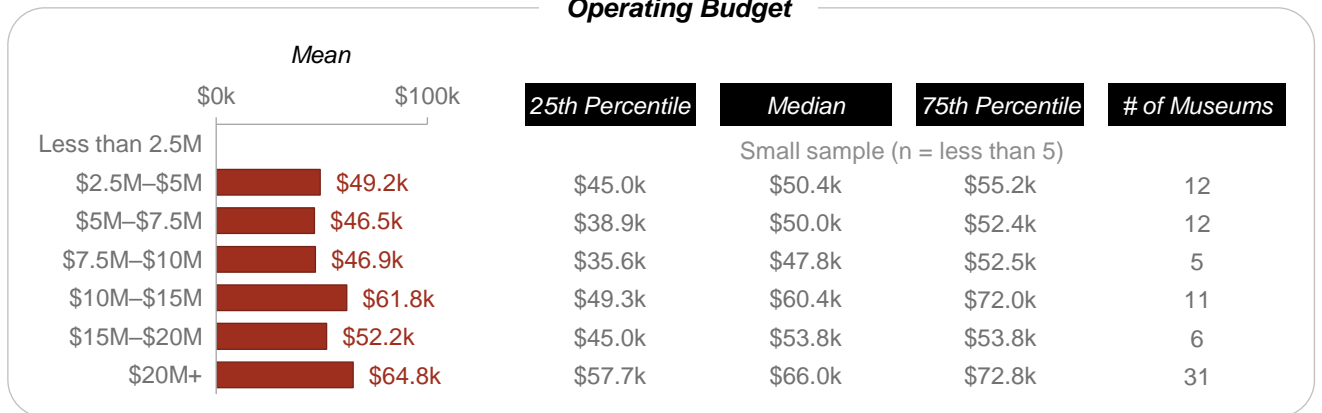 Operating Budget
Mean
$0k $100k 25th Percentile Median 75th Percentile # of Museums
Less than 2.5M Small sample (n = less than 5)
$2.5M–$5M $49.2k $45.0k $50.4k $55.2k 12
$5M–$7.5M $46.5k $38.9k $50.0k $52.4k 12
$7.5M–$10M $46.9k $35.6k $47.8k $52.5k 5
$10M–$15M $61.8k $49.3k $60.4k $72.0k 11
$15M–$20M $52.2k $45.0k $53.8k $53.8k 6
$20M+ $64.8k $57.7k $66.0k $72.8k 31